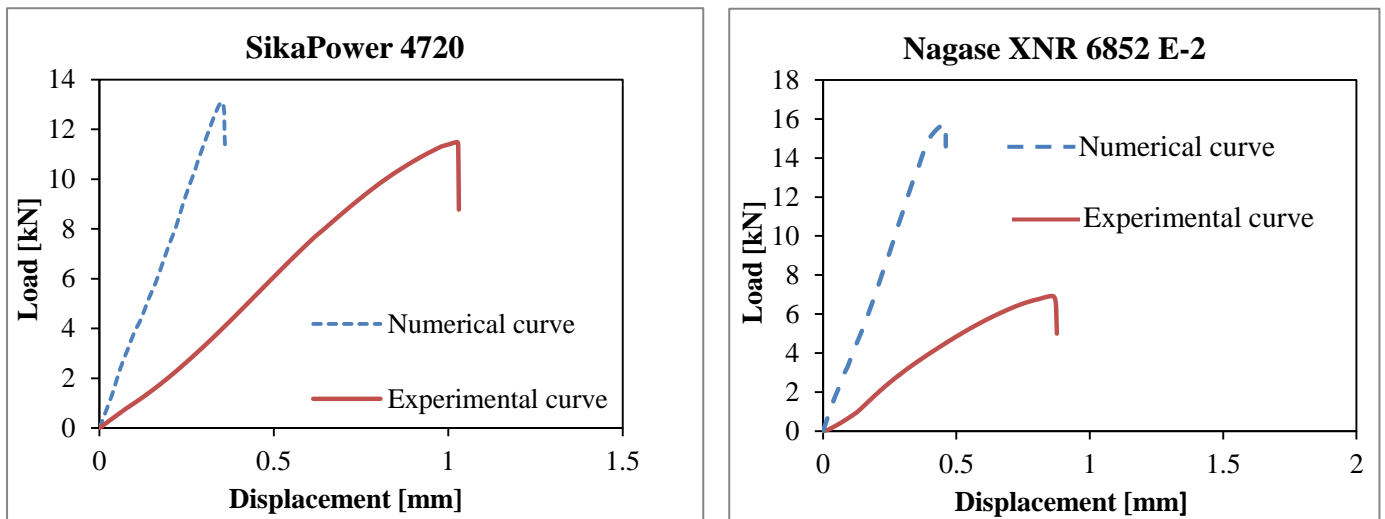 SikaPower 4720
14
12
10
8
6
4
2
0
Load [kN]
Numerical curve
Experimental curve
0 0.5 1 1.5
Displacement [mm]
Nagase XNR 6852 E-2
18
16
14
12
10
8
6
4
2
0
Load [kN]
Numerical curve
Experimental curve
0 0.5 1 1.5 2
Displacement [mm]